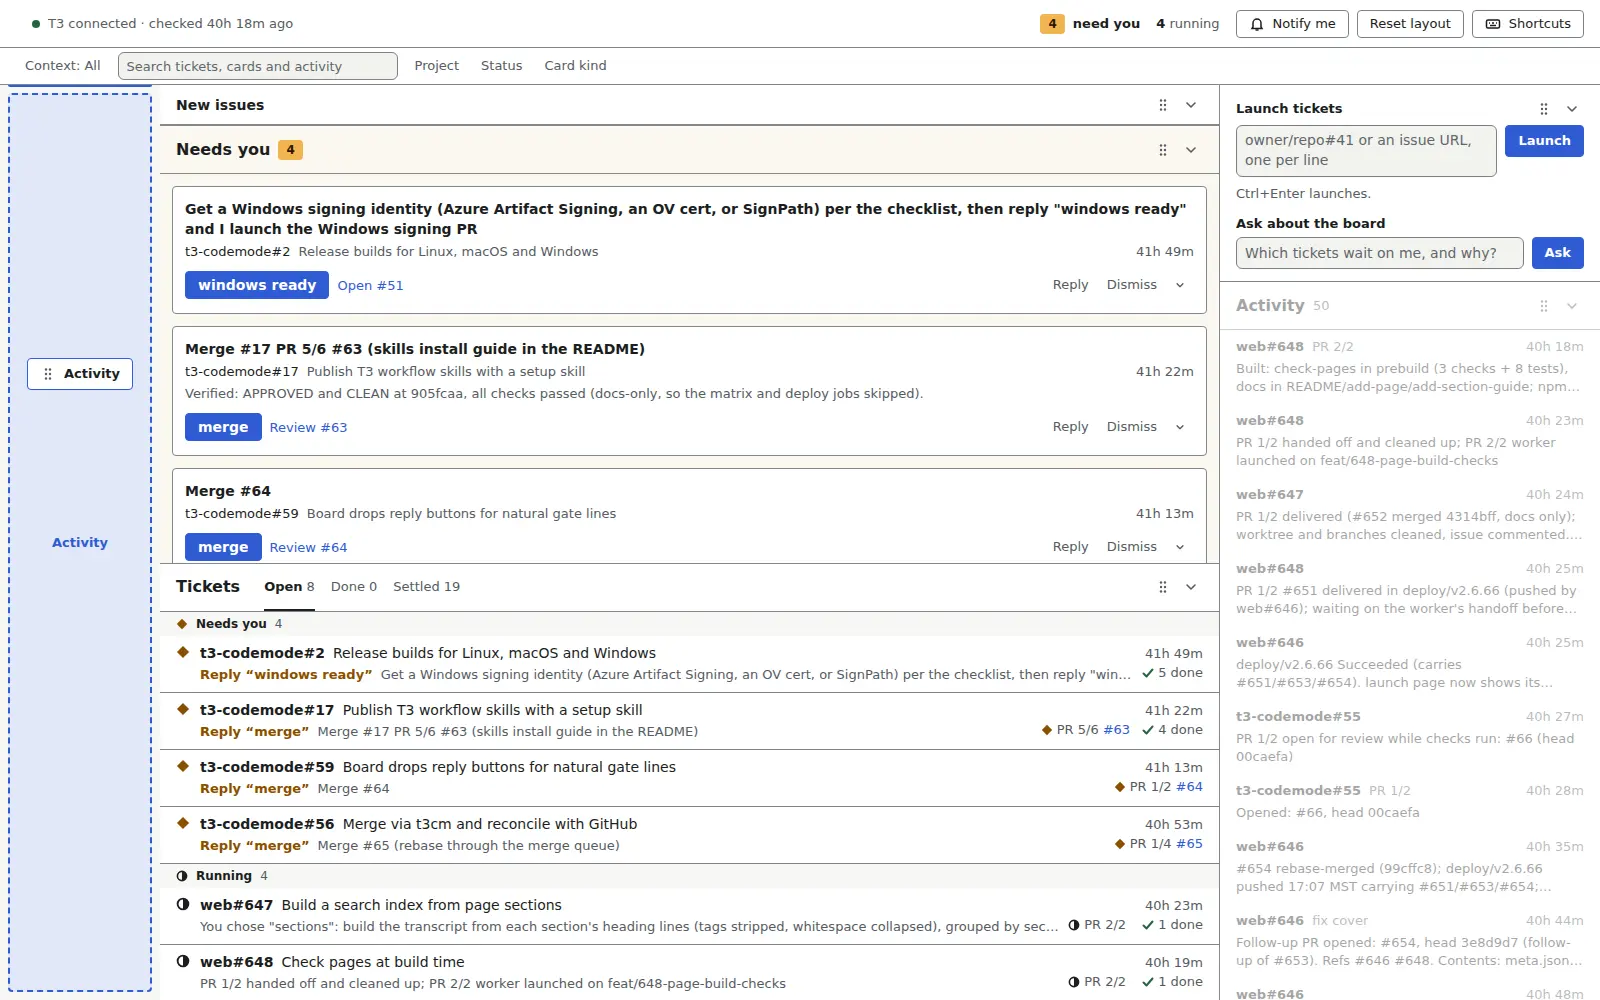 T3 connected · checked 40h 18m ago
4 need you 4 running
Notify me
Reset layout
Shortcuts
Context: All
Search tickets, cards and activity
Project
Status
Card kind
Activity
Activity
New issues
Needs you 4
Get a Windows signing identity (Azure Artifact Signing, an OV cert, or SignPath) per the checklist, then reply "windows ready"
and I launch the Windows signing PR
t3-codemode#2 Release builds for Linux, macOS and Windows 41h 49m
windows ready Open #51 Reply Dismiss
Merge #17 PR 5/6 #63 (skills install guide in the README)
t3-codemode#17 Publish T3 workflow skills with a setup skill 41h 22m
Verified: APPROVED and CLEAN at 905fcaa, all checks passed (docs-only, so the matrix and deploy jobs skipped).
merge Review #63 Reply Dismiss
Merge #64
t3-codemode#59 Board drops reply buttons for natural gate lines 41h 13m
merge Review #64 Reply Dismiss
Tickets Open 8 Done 0 Settled 19
Needs you 4
t3-codemode#2 Release builds for Linux, macOS and Windows 41h 49m
Reply “windows ready” Get a Windows signing identity (Azure Artifact Signing, an OV cert, or SignPath) per the checklist, then reply "win... 5 done
t3-codemode#17 Publish T3 workflow skills with a setup skill 41h 22m
Reply “merge” Merge #17 PR 5/6 #63 (skills install guide in the README) PR 5/6 #63 4 done
t3-codemode#59 Board drops reply buttons for natural gate lines 41h 13m
Reply “merge” Merge #64 PR 1/2 #64
t3-codemode#56 Merge via t3cm and reconcile with GitHub 40h 53m
Reply “merge” Merge #65 (rebase through the merge queue) PR 1/4 #65
Running 4
web#647 Build a search index from page sections 40h 23m
You chose "sections": build the transcript from each section's heading lines (tags stripped, whitespace collapsed), grouped by sec... PR 2/2 1 done
web#648 Check pages at build time 40h 19m
PR 1/2 handed off and cleaned up; PR 2/2 worker launched on feat/648-page-build-checks PR 2/2 1 done
Launch tickets
owner/repo#41 or an issue URL,
one per line
Launch
Ctrl+Enter launches.
Ask about the board
Which tickets wait on me, and why?
Ask
Activity 50
web#648 PR 2/2 40h 18m
Built: check-pages in prebuild (3 checks + 8 tests),
docs in README/add-page/add-section-guide; npm...
web#648 40h 23m
PR 1/2 handed off and cleaned up; PR 2/2 worker
launched on feat/648-page-build-checks
web#647 40h 24m
PR 1/2 delivered (#652 merged 4314bff, docs only);
worktree and branches cleaned, issue commented....
web#648 40h 25m
PR 1/2 #651 delivered in deploy/v2.6.66 (pushed by
web#646); waiting on the worker's handoff before...
web#646 40h 25m
deploy/v2.6.66 Succeeded (carries
#651/#653/#654). launch page now shows its...
t3-codemode#55 40h 27m
PR 1/2 open for review while checks run: #66 (head
00caefa)
t3-codemode#55 PR 1/2 40h 28m
Opened: #66, head 00caefa
web#646 40h 35m
#654 rebase-merged (99cffc8); deploy/v2.6.66
pushed 17:07 MST carrying #651/#653/#654;...
web#646 fix cover 40h 44m
Follow-up PR opened: #654, head 3e8d9d7 (follow-
up of #653). Refs #646 #648. Contents: meta.json...
web#646 40h 48m